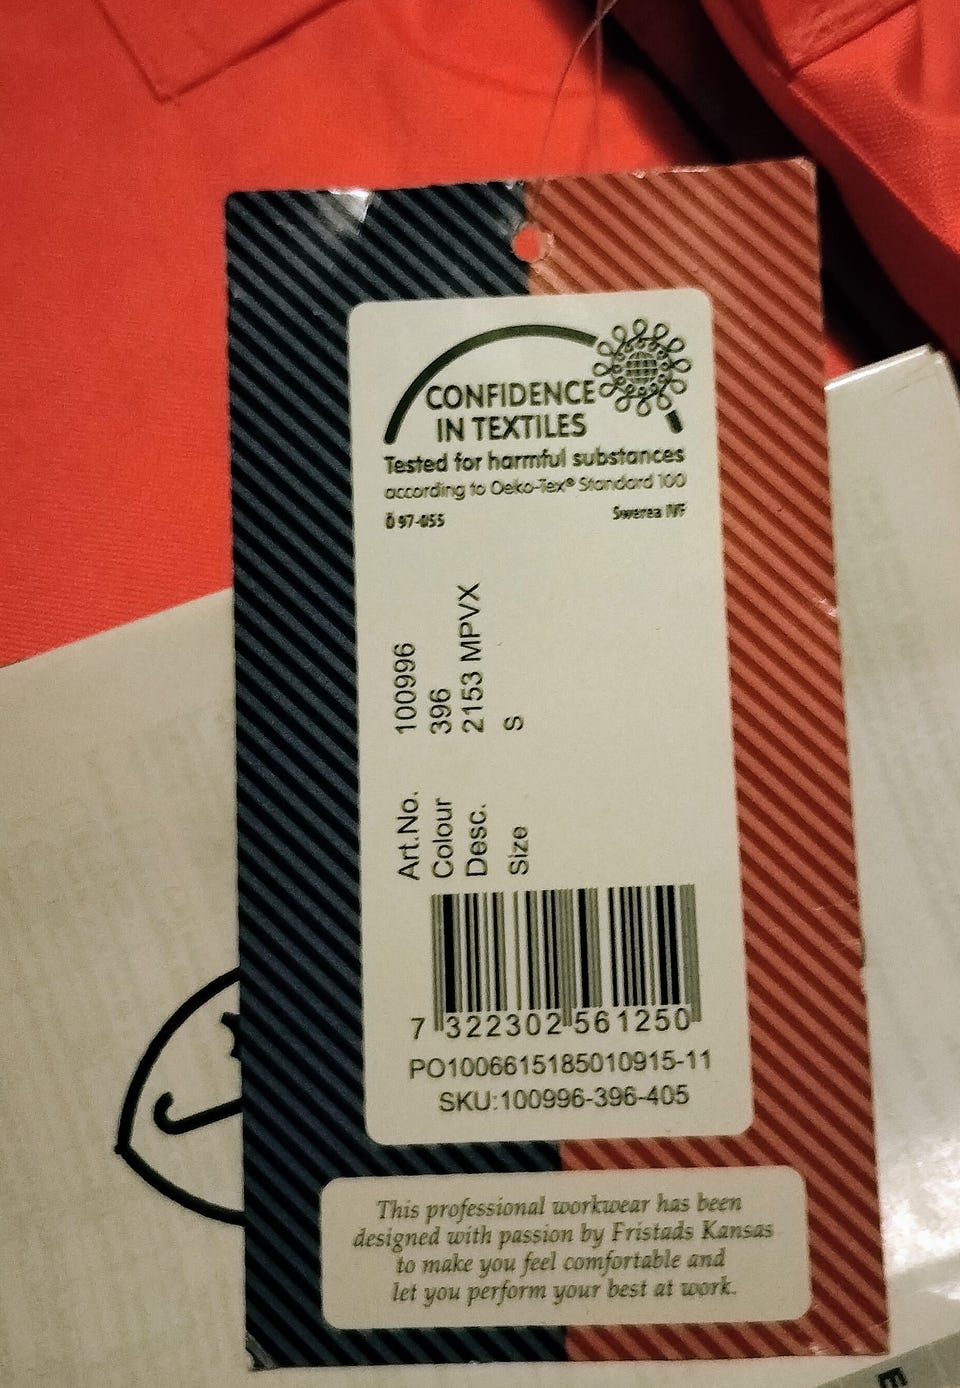 CONFIDENCE
IN TEXTILES
Tested for harmful substances
according to Oeko-Tex® Standard 100
Ö 97-055 Swerea IVF
Art.No. 100996
Colour 396
Desc. 2153 MPVX
Size S
7 322302 561250
PO1006615185010915-11
SKU:100996-396-405
This professional workwear has been
designed with passion by Fristads Kansas
to make you feel comfortable and
let you perform your best at work.
E